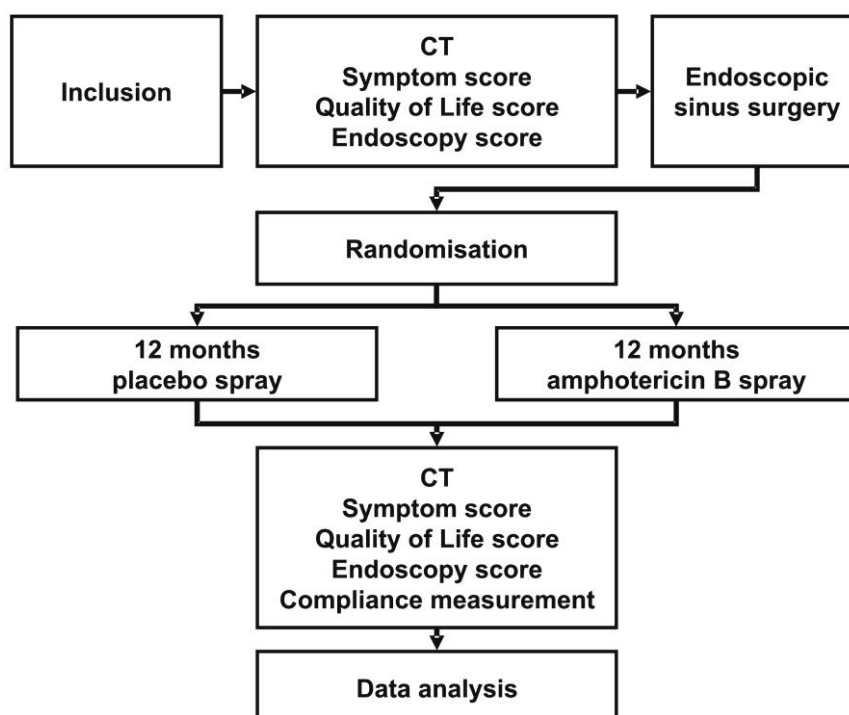 Inclusion
CT
Symptom score
Quality of Life score
Endoscopy score
Endoscopic
sinus surgery
Randomisation
12 months
placebo spray
12 months
amphotericin B spray
CT
Symptom score
Quality of Life score
Endoscopy score
Compliance measurement
Data analysis